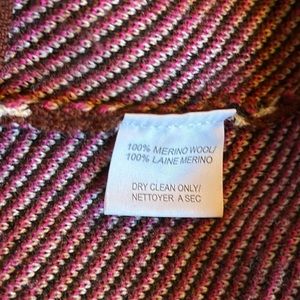 100% MERINO WOOL/
100% LAINE MERINO
DRY CLEAN ONLY/
NETTOYER A SEC